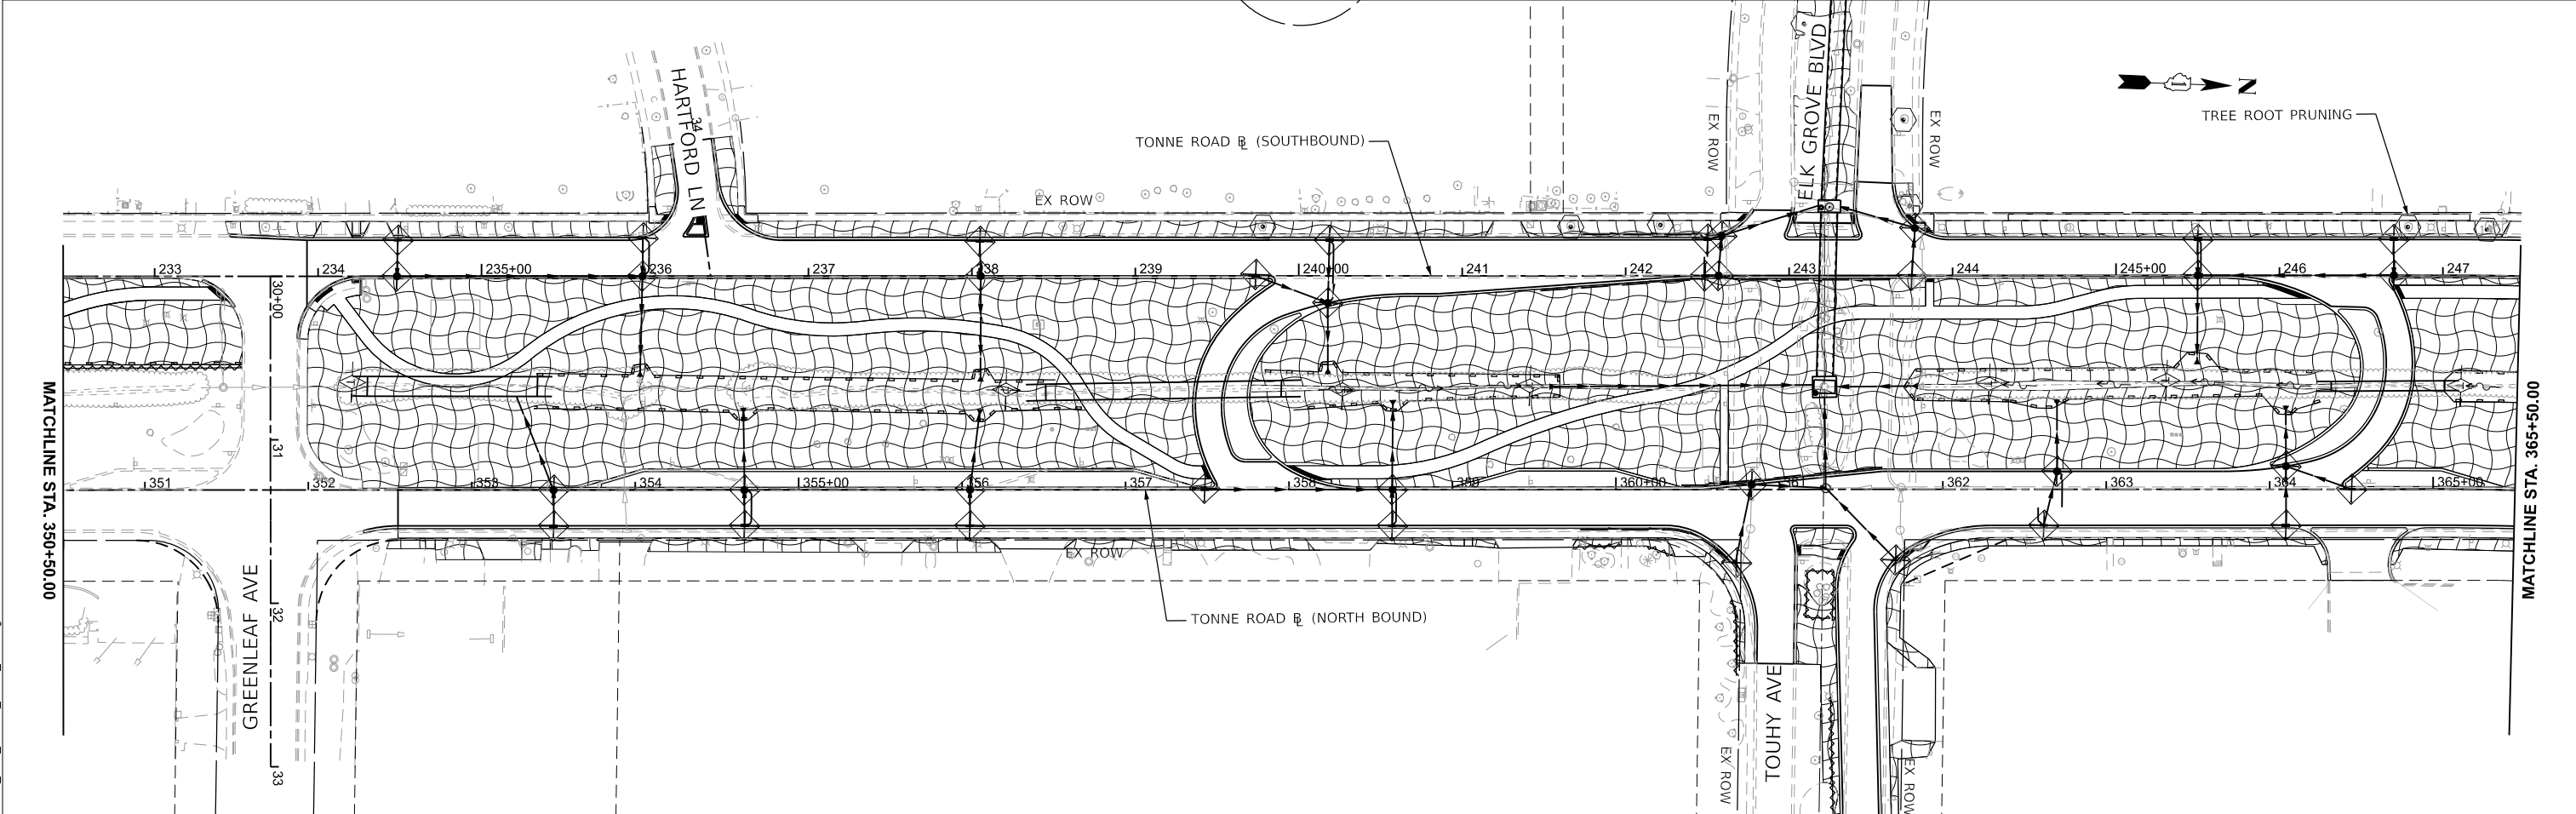 HARTFORD LN
34
ELK GROVE BLVD
EX ROW
EX ROW
N
TREE ROOT PRUNING
TONNE ROAD ℄ (SOUTHBOUND)
EX ROW
233
234
235+00
236
237
238
239
240+00
241
242
243
244
245+00
246
247
30+00
31
32
33
MATCHLINE STA. 350+50.00
MATCHLINE STA. 365+50.00
351
352
353
354
355+00
356
357
358
359
360+00
361
362
363
364
365+00
EX ROW
GREENLEAF AVE
TONNE ROAD ℄ (NORTH BOUND)
TOUHY AVE
EX ROW
EX ROW